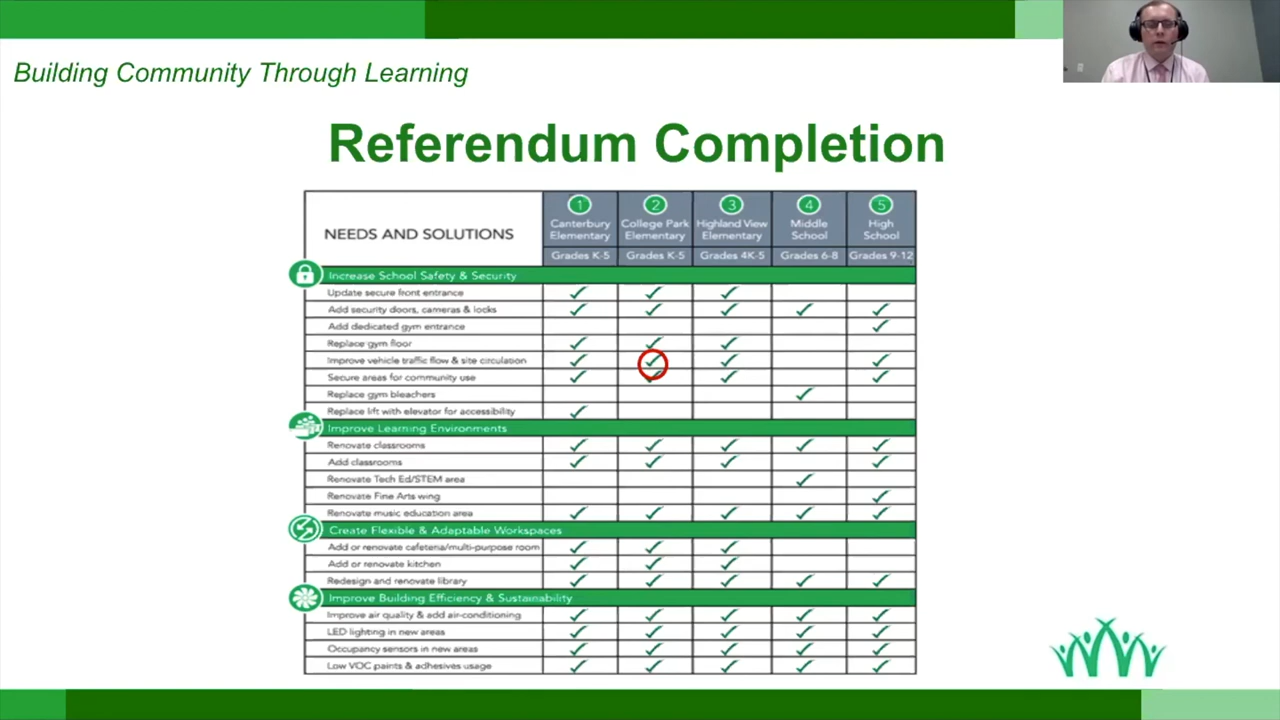 Building Community Through Learning
Referendum Completion
NEEDS AND SOLUTIONS
1
Canterbury
Elementary
Grades K-5
2
College Park
Elementary
Grades K-5
3
Highland View
Elementary
Grades 4K-5
4
Middle
School
Grades 6-8
5
High
School
Grades 9-12
Increase School Safety & Security
Update secure front entrance
Add security doors, cameras & locks
Add dedicated gym entrance
Replace gym floor
Improve vehicle traffic flow & site circulation
Secure areas for community use
Replace gym bleachers
Replace lift with elevator for accessibility
Improve Learning Environments
Renovate classrooms
Add classrooms
Renovate Tech Ed/STEM area
Renovate Fine Arts wing
Renovate music education area
Create Flexible & Adaptable Workspaces
Add or renovate cafeteria/multi-purpose room
Add or renovate kitchen
Redesign and renovate library
Improve Building Efficiency & Sustainability
Improve air quality & add air-conditioning
LED lighting in new areas
Occupancy sensors in new areas
Low VOC paints & adhesives usage